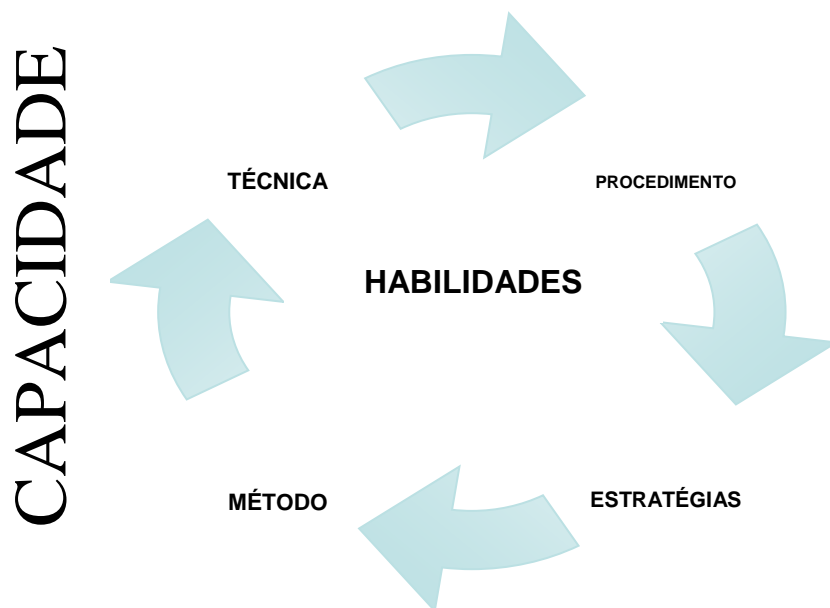 CAPACIDADE
TÉCNICA
PROCEDIMENTO
HABILIDADES
MÉTODO
ESTRATÉGIAS